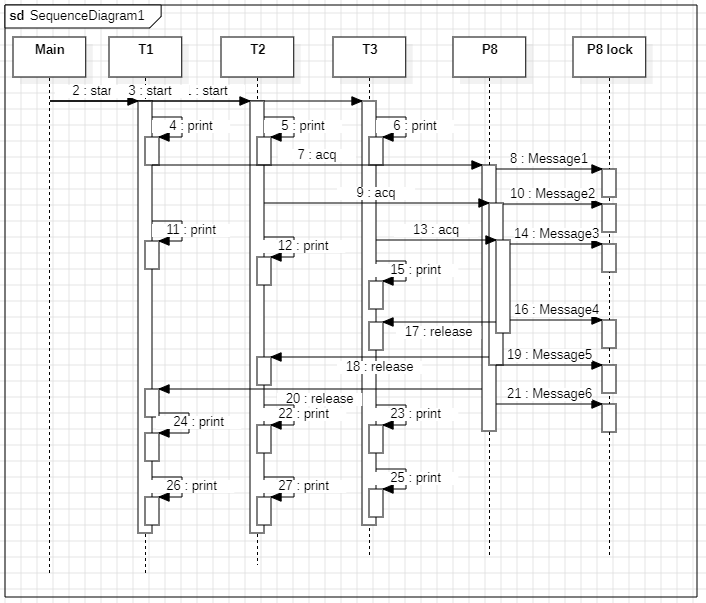 sd SequenceDiagram1
Main T1 T2 T3 P8 P8 lock
2 : star 3 : start : start
4 : print 5 : print 6 : print
7 : acq 8 : Message1
9 : acq 10 : Message2
11 : print 13 : acq 14 : Message3
12 : print
15 : print
16 : Message4
17 : release
18 : release 19 : Message5
20 : release 21 : Message6
24 : print 22 : print 23 : print
26 : print 27 : print 25 : print